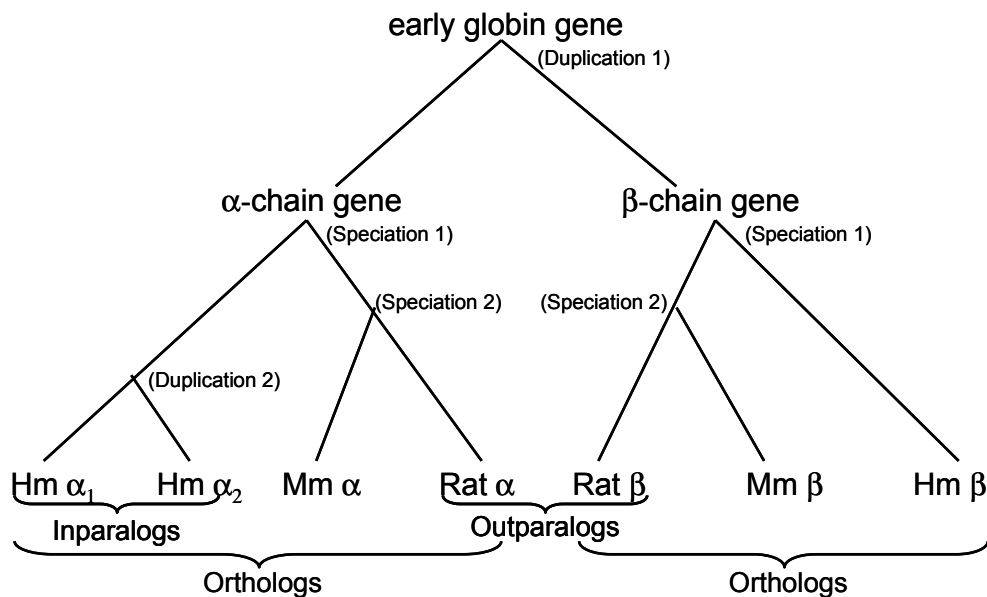 early globin gene
(Duplication 1)
α-chain gene
β-chain gene
(Speciation 1)
(Speciation 1)
(Speciation 2)
(Speciation 2)
(Duplication 2)
Hm α1
Hm α2
Mm α
Rat α
Rat β
Mm β
Hm β
Inparalogs
Outparalogs
Orthologs
Orthologs